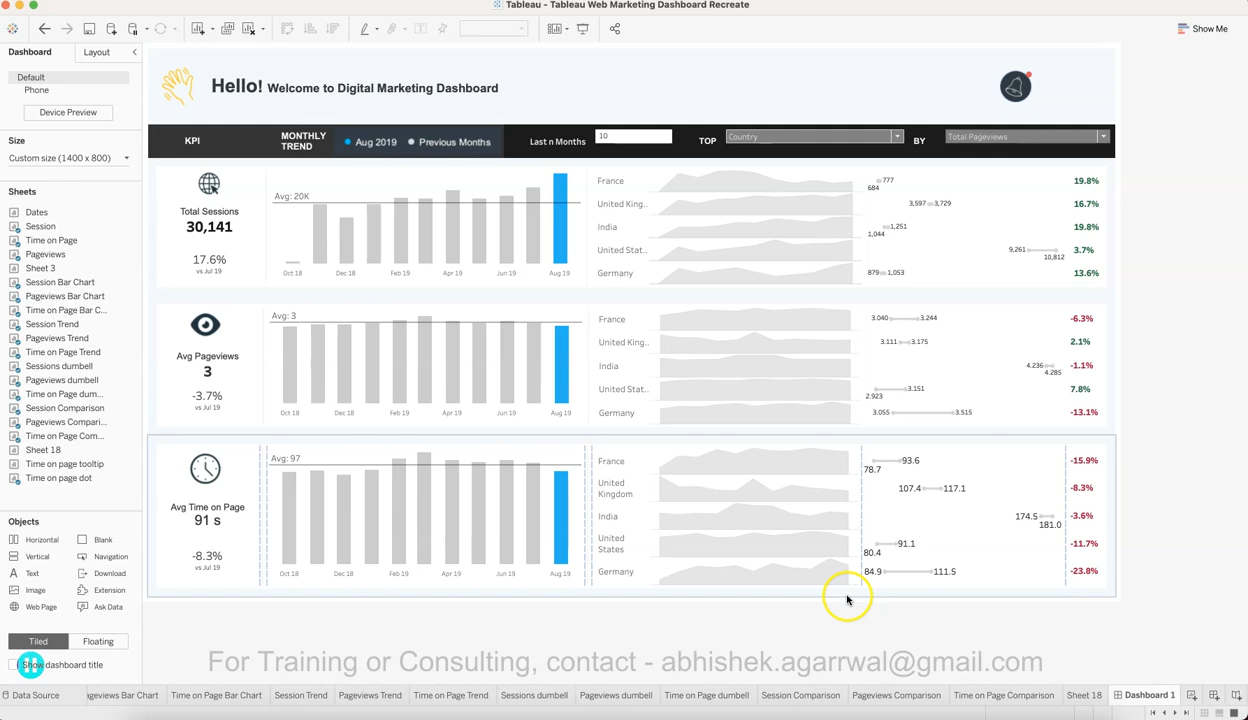 Tableau - Tableau Web Marketing Dashboard Recreate
Show Me
Dashboard
Layout
Default
Phone
Device Preview
Size
Custom size (1400 x 800)
Sheets
Dates
Session
Time on Page
Pageviews
Sheet 3
Session Bar Chart
Pageviews Bar Chart
Time on Page Bar C...
Session Trend
Pageviews Trend
Time on Page Trend
Sessions dumbell
Pageviews dumbell
Time on Page dum...
Session Comparison
Pageviews Compari...
Time on Page Com...
Sheet 18
Time on page tooltip
Time on page dot
Objects
Horizontal
Blank
Vertical
Navigation
Text
Download
Image
Extension
Web Page
Ask Data
Tiled
Floating
Show dashboard title
Hello! Welcome to Digital Marketing Dashboard
KPI
MONTHLY
TREND
Aug 2019
Previous Months
Last n Months
10
TOP
Country
BY
Total Pageviews
Total Sessions
30,141
17.6%
vs Jul 19
Avg: 20K
Oct 18 Dec 18 Feb 19 Apr 19 Jun 19 Aug 19
France 684 777 19.8%
United King.. 3,597 3,729 16.7%
India 1,044 1,251 19.8%
United Stat.. 9,261 10,812 3.7%
Germany 879 1,053 13.6%
Avg Pageviews
3
-3.7%
vs Jul 19
Avg: 3
Oct 18 Dec 18 Feb 19 Apr 19 Jun 19 Aug 19
France 3.040 3.244 -6.3%
United King.. 3.111 3.175 2.1%
India 4.236 4.285 -1.1%
United Stat.. 2.923 3.151 7.8%
Germany 3.055 3.515 -13.1%
Avg Time on Page
91 s
-8.3%
vs Jul 19
Avg: 97
Oct 18 Dec 18 Feb 19 Apr 19 Jun 19 Aug 19
France 78.7 93.6 -15.9%
United
Kingdom 107.4 117.1 -8.3%
India 174.5 181.0 -3.6%
United
States 80.4 91.1 -11.7%
Germany 84.9 111.5 -23.8%
For Training or Consulting, contact - abhishek.agarrwal@gmail.com
Data Source
ageviews Bar Chart
Time on Page Bar Chart
Session Trend
Pageviews Trend
Time on Page Trend
Sessions dumbell
Pageviews dumbell
Time on Page dumbell
Session Comparison
Pageviews Comparison
Time on Page Comparison
Sheet 18
Dashboard 1